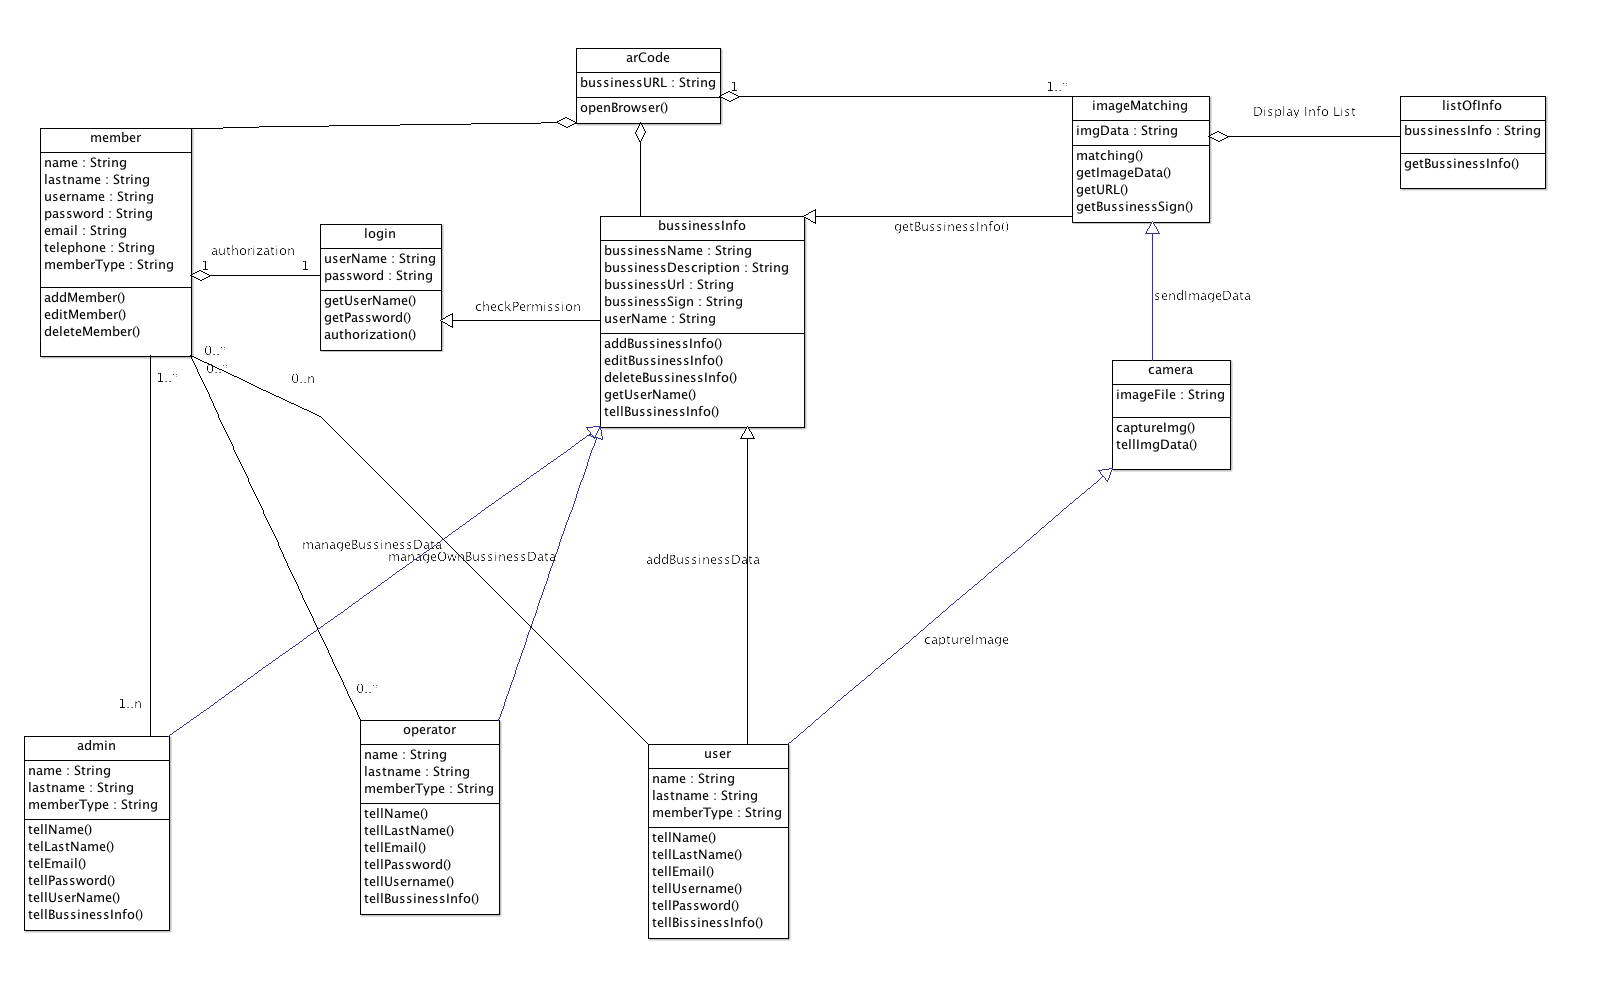 arCode
bussinessURL : String
openBrowser()
1
1..*
imageMatching
imgData : String
matching()
getImageData()
getURL()
getBussinessSign()
Display Info List
listOfInfo
bussinessInfo : String
getBussinessInfo()
member
name : String
lastname : String
username : String
password : String
email : String
telephone : String
memberType : String
addMember()
editMember()
deleteMember()
authorization
1
1
login
userName : String
password : String
getUserName()
getPassword()
authorization()
checkPermission
bussinessInfo
bussinessName : String
bussinessDescription : String
bussinessUrl : String
bussinessSign : String
userName : String
addBussinessInfo()
editBussinessInfo()
deleteBussinessInfo()
getUserName()
tellBussinessInfo()
getBussinessInfo()
sendImageData
camera
imageFile : String
captureImg()
tellImgData()
0..*
0..*
1..*
0..n
manageBussinessData
manageOwnBussinessData
addBussinessData
captureImage
0..*
1..n
admin
name : String
lastname : String
memberType : String
tellName()
telLastName()
telEmail()
tellPassword()
tellUserName()
tellBussinessInfo()
operator
name : String
lastname : String
memberType : String
tellName()
tellLastName()
tellEmail()
tellPassword()
tellUsername()
tellBussinessInfo()
user
name : String
lastname : String
memberType : String
tellName()
tellLastName()
tellEmail()
tellUsername()
tellPassword()
tellBissinessInfo()